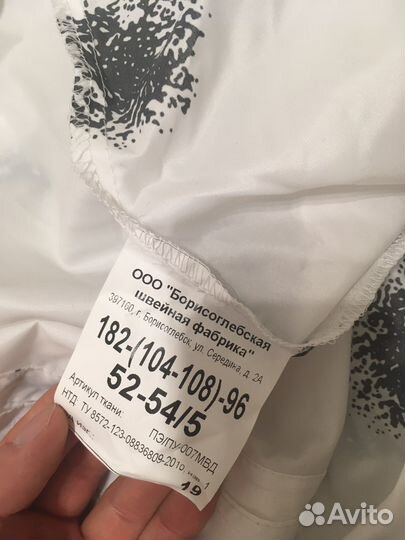 ООО "Борисоглебская
швейная фабрика"
397160, г. Борисоглебск, ул. Середина, д. 2А
182-(104-108)-96
52-54/5
Артикул ткани: ПЭ/ПУ-007МВД
НТД: ТУ 8572-123-08836809-2010
1
19
Avito